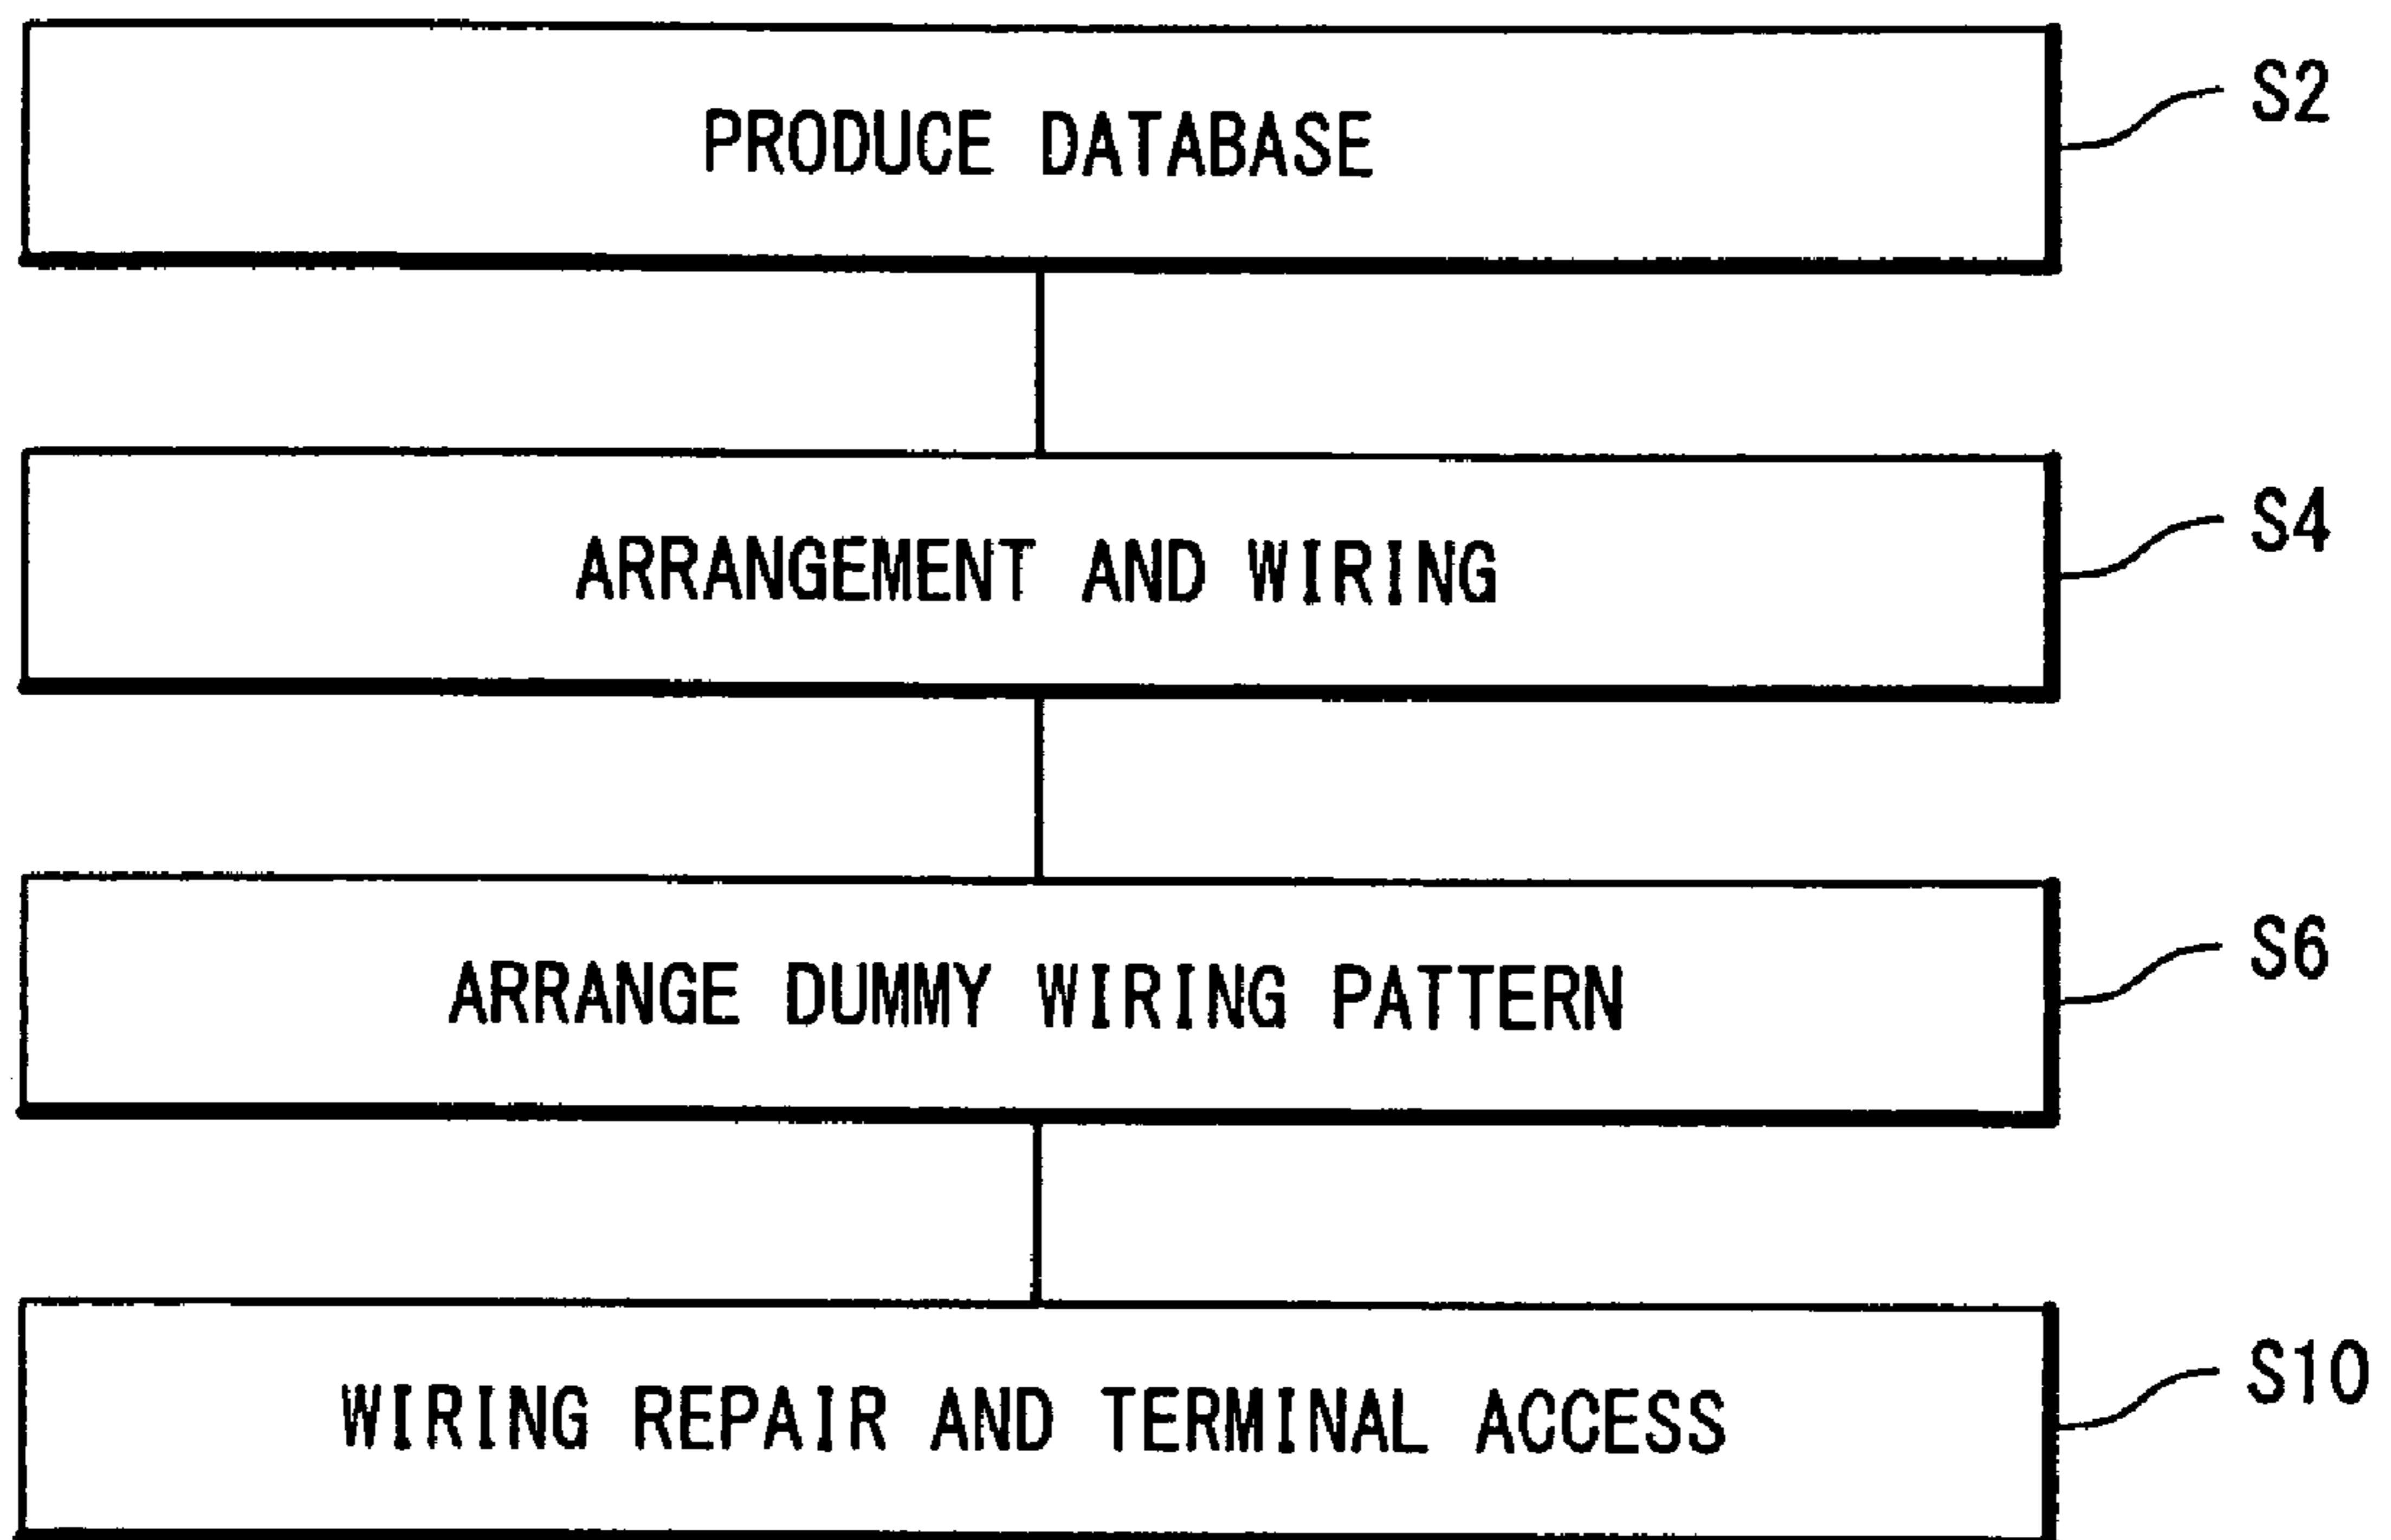 PRODUCE DATABASE
S2
ARRANGEMENT AND WIRING
S4
ARRANGE DUMMY WIRING PATTERN
S6
WIRING REPAIR AND TERMINAL ACCESS
S10